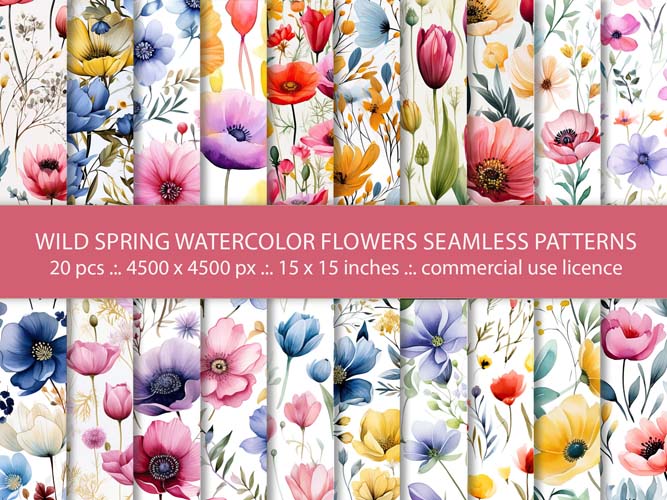 WILD SPRING WATERCOLOR FLOWERS SEAMLESS PATTERNS
20 pcs .:. 4500 x 4500 px .:. 15 x 15 inches .:. commercial use licence